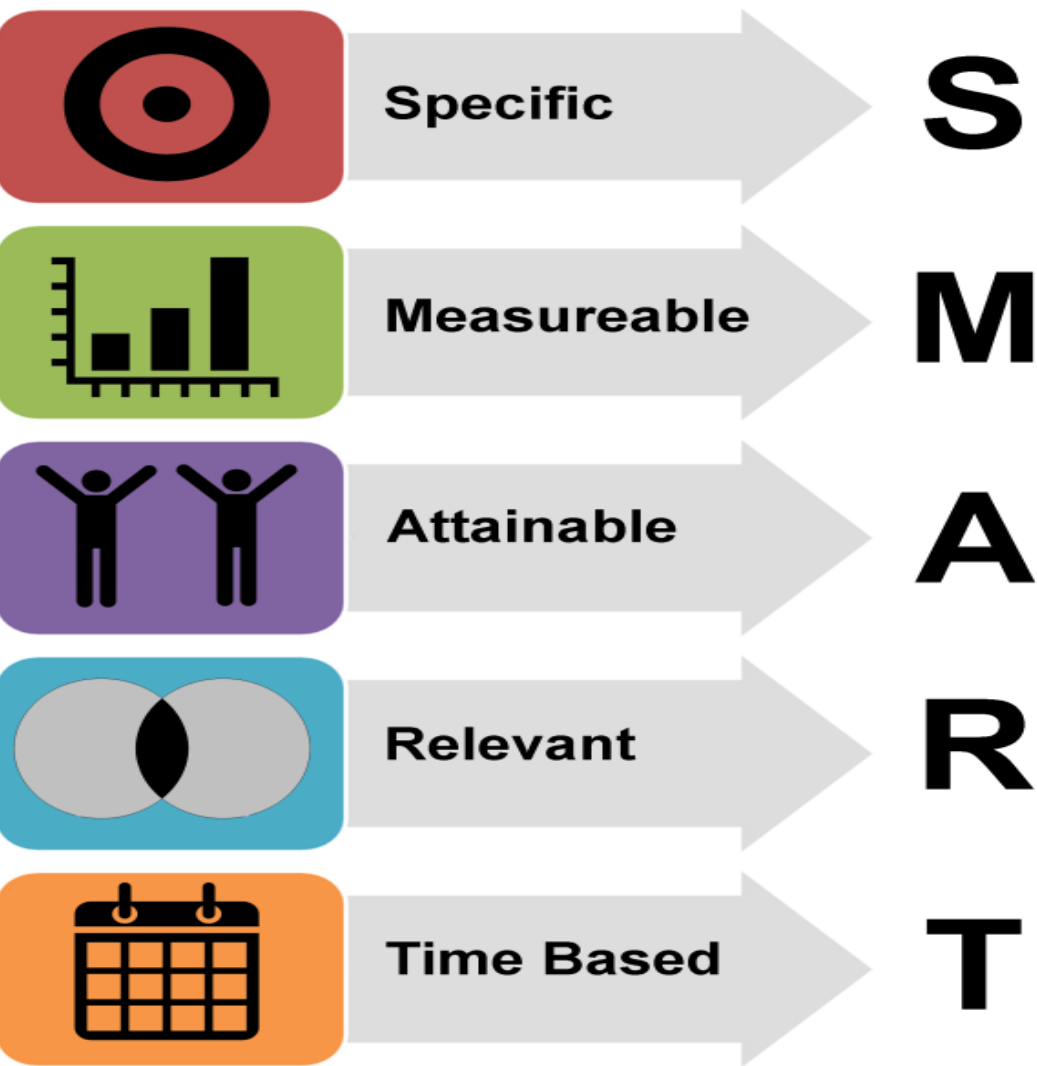 Specific S
Measureable M
Attainable A
Relevant R
Time Based T